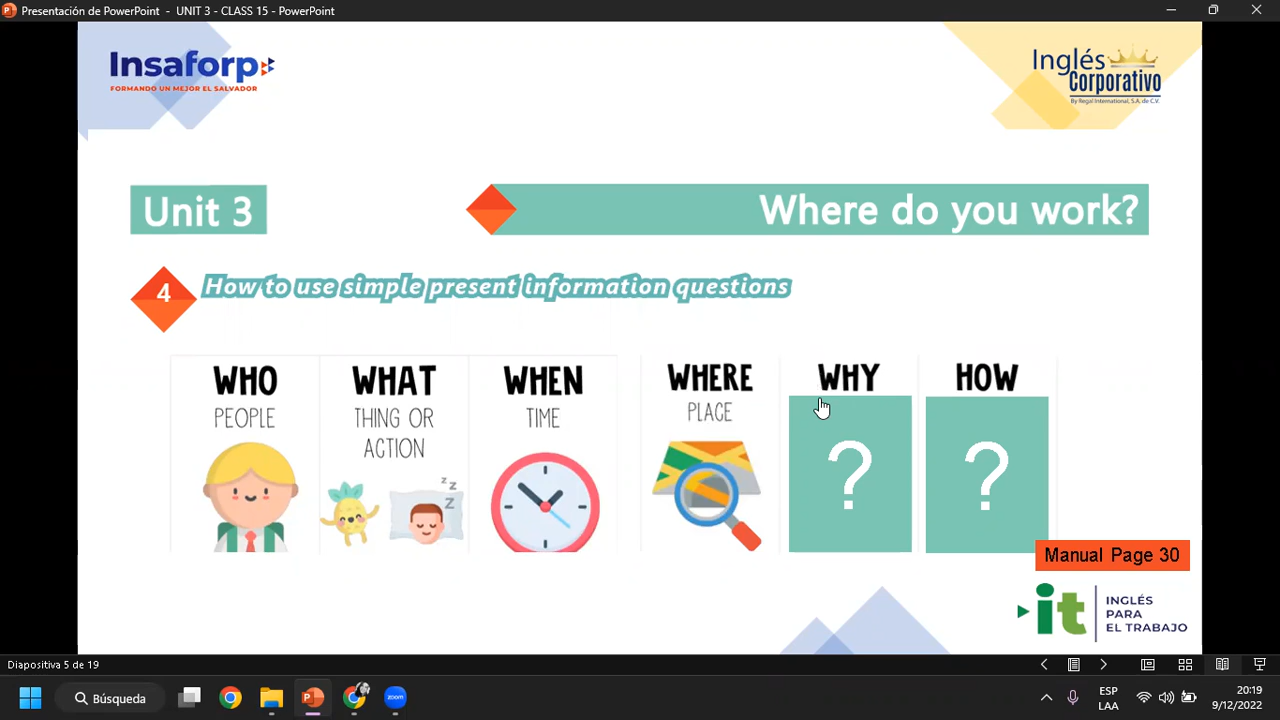 Presentación de PowerPoint - UNIT 3 - CLASS 15 - PowerPoint
Insaforp
FORMANDO UN MEJOR EL SALVADOR
Inglés
Corporativo
By Regal International, S.A. de C.V.
Unit 3
Where do you work?
4
How to use simple present information questions
WHO
PEOPLE
WHAT
THING OR
ACTION
zzZ
WHEN
TIME
WHERE
PLACE
WHY
?
HOW
?
Manual Page 30
it
INGLÉS
PARA
EL TRABAJO
Diapositiva 5 de 19
Búsqueda
zoom
ESP
LAA
20:19
9/12/2022